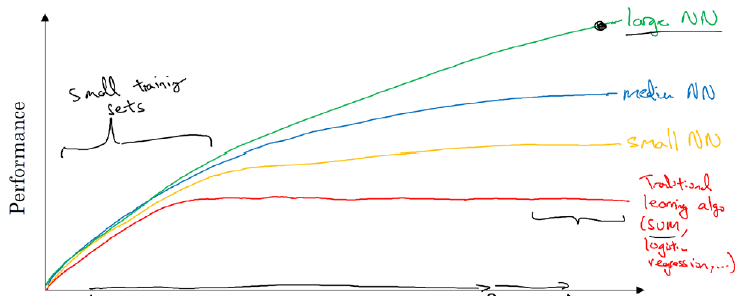 large NN
Small training
sets
medium NN
small NN
Traditional
learning algo
(SVM,
logistic
regression,...)
Performance